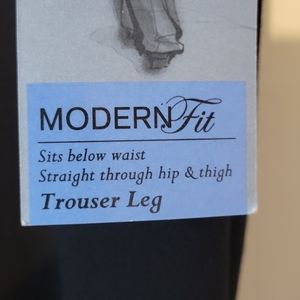 MODERN Fit
Sits below waist
Straight through hip & thigh
Trouser Leg